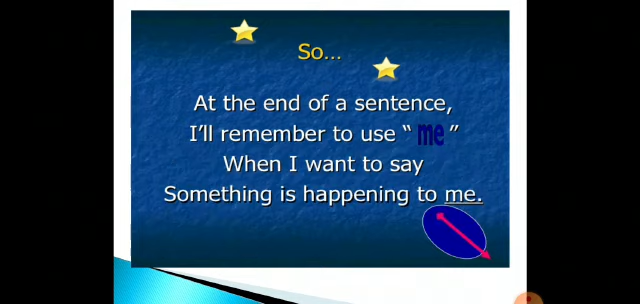 So...
At the end of a sentence,
I'll remember to use “ me ”
When I want to say
Something is happening to me.